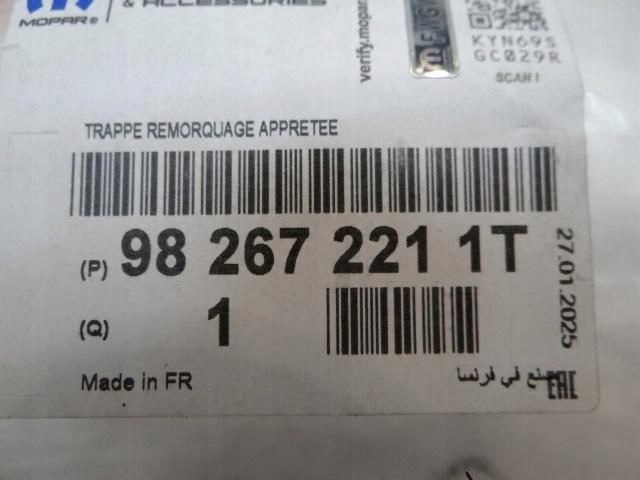 & ACCESSORIES
MOPAR®
verify.mopar.
KYN69S
GC029R
SCAN!
TRAPPE REMORQUAGE APPRETEE
(P) 98 267 221 1T
27.01.2025
(Q) 1
Made in FR
صنع في فرنسا
EAC